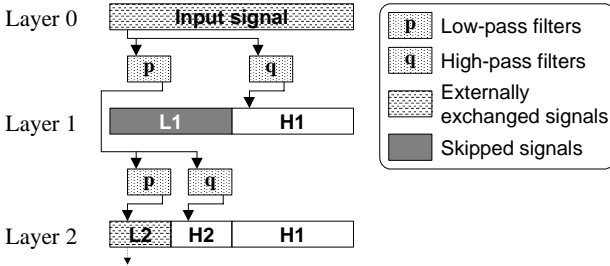 Layer 0
Input signal
p
q
Layer 1
L1
H1
p
q
Layer 2
L2
H2
H1
p
Low-pass filters
q
High-pass filters
Externally
exchanged signals
Skipped signals